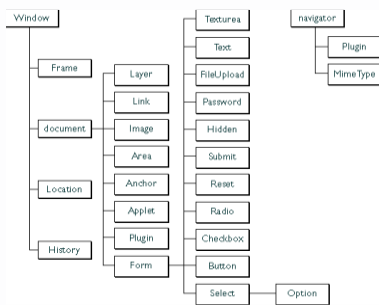 Window
Frame
document
Location
History
Layer
Link
Image
Area
Anchor
Applet
Plugin
Form
Texturea
Text
FileUpload
Password
Hidden
Submit
Reset
Radio
Checkbox
Button
Select
Option
navigator
Plugin
MimeType